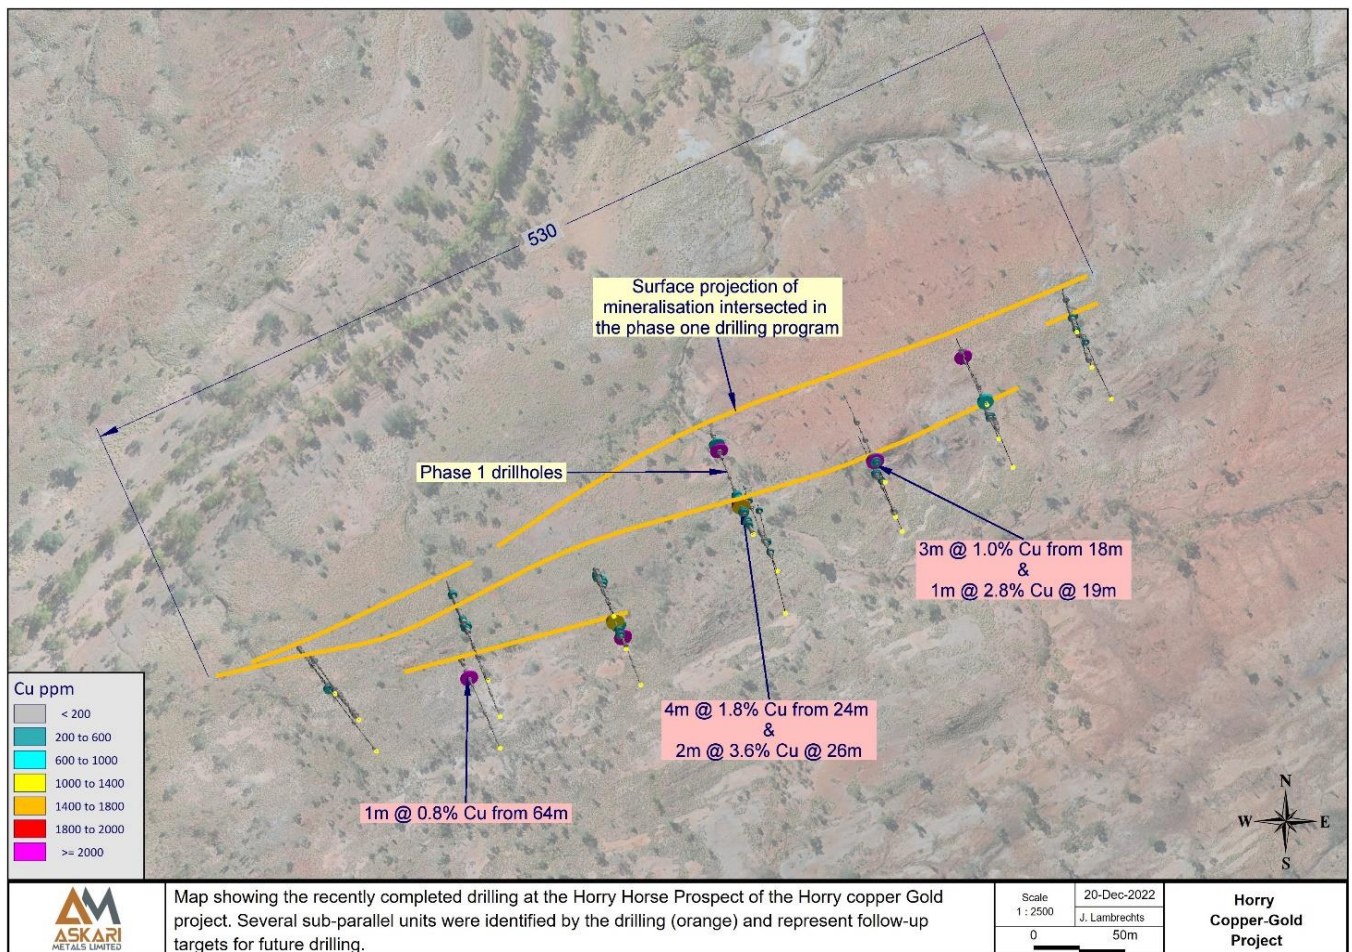 530
Surface projection of
mineralisation intersected in
the phase one drilling program
Phase 1 drillholes
3m @ 1.0% Cu from 18m
&
1m @ 2.8% Cu @ 19m
4m @ 1.8% Cu from 24m
&
2m @ 3.6% Cu @ 26m
1m @ 0.8% Cu from 64m
Cu ppm
< 200
200 to 600
600 to 1000
1000 to 1400
1400 to 1800
1800 to 2000
>= 2000
N
W E
S
AM
ASKARI
METALS LIMITED
Map showing the recently completed drilling at the Horry Horse Prospect of the Horry copper Gold
project. Several sub-parallel units were identified by the drilling (orange) and represent follow-up
targets for future drilling.
Scale
1 : 2500
20-Dec-2022
J. Lambrechts
0 50m
Horry
Copper-Gold
Project